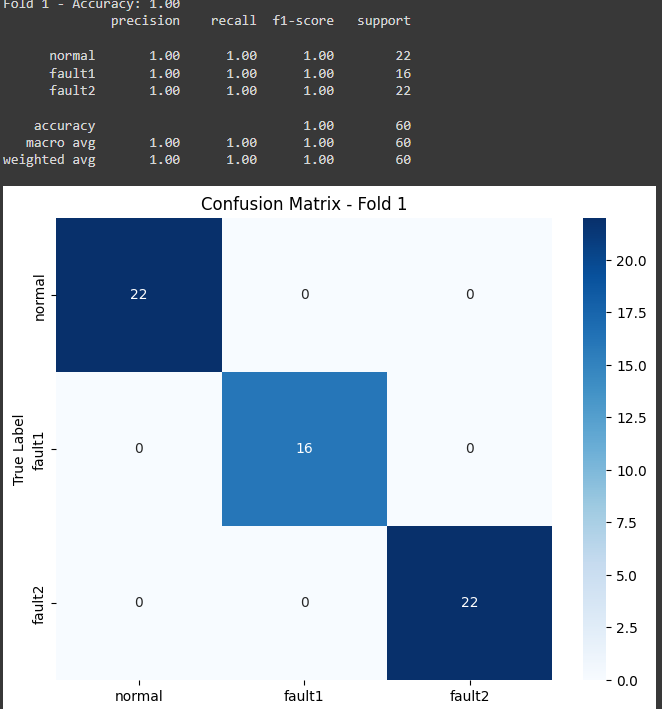 Fold 1 - Accuracy: 1.00
precision recall f1-score support
normal 1.00 1.00 1.00 22
fault1 1.00 1.00 1.00 16
fault2 1.00 1.00 1.00 22
accuracy 1.00 60
macro avg 1.00 1.00 1.00 60
weighted avg 1.00 1.00 1.00 60
Confusion Matrix - Fold 1
True Label
normal 22 0 0
fault1 0 16 0
fault2 0 0 22
normal fault1 fault2
20.0
17.5
15.0
12.5
10.0
7.5
5.0
2.5
0.0